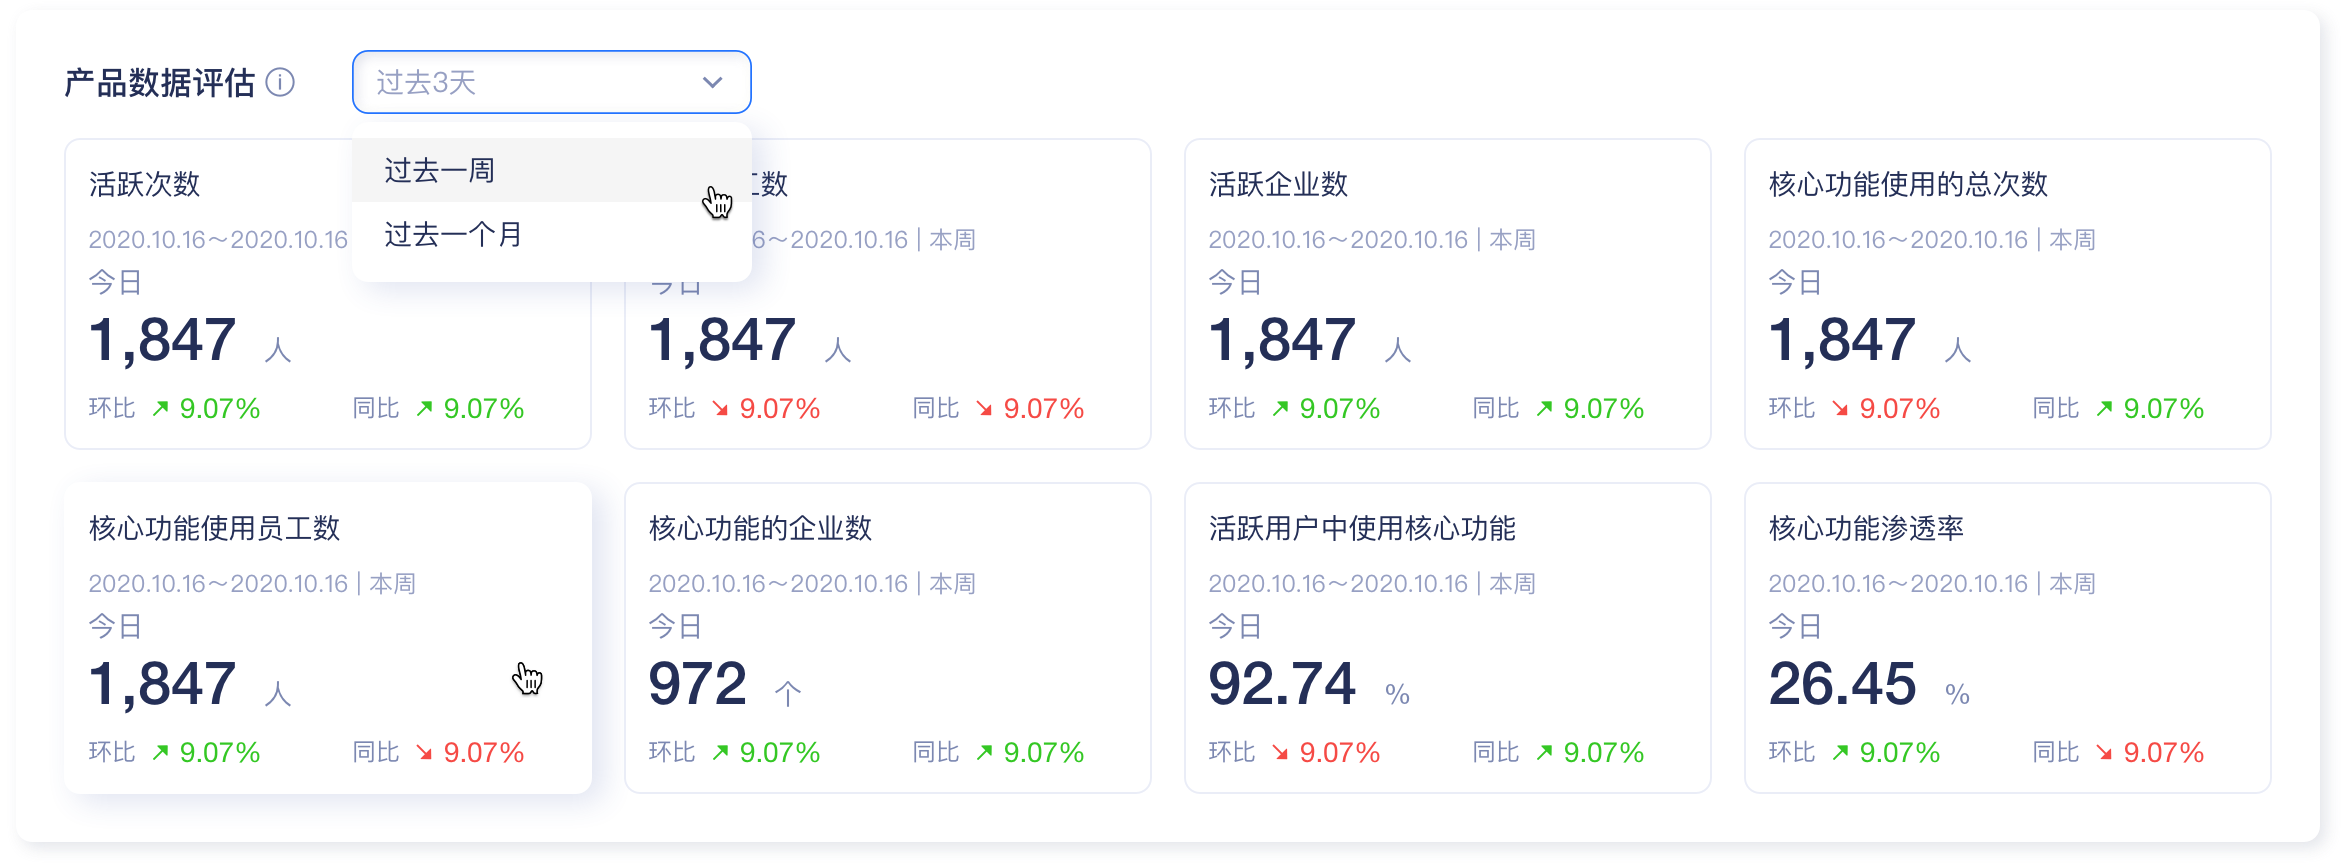 产品数据评估
过去3天
过去一周
过去一个月
活跃次数
2020.10.16～2020.10.16
今日
1,847 人
环比 9.07% 同比 9.07%
数
6～2020.10.16 | 本周
今日
1,847 人
环比 9.07% 同比 9.07%
活跃企业数
2020.10.16～2020.10.16 | 本周
今日
1,847 人
环比 9.07% 同比 9.07%
核心功能使用的总次数
2020.10.16～2020.10.16 | 本周
今日
1,847 人
环比 9.07% 同比 9.07%
核心功能使用员工数
2020.10.16～2020.10.16 | 本周
今日
1,847 人
环比 9.07% 同比 9.07%
核心功能的企业数
2020.10.16～2020.10.16 | 本周
今日
972 个
环比 9.07% 同比 9.07%
活跃用户中使用核心功能
2020.10.16～2020.10.16 | 本周
今日
92.74 %
环比 9.07% 同比 9.07%
核心功能渗透率
2020.10.16～2020.10.16 | 本周
今日
26.45 %
环比 9.07% 同比 9.07%